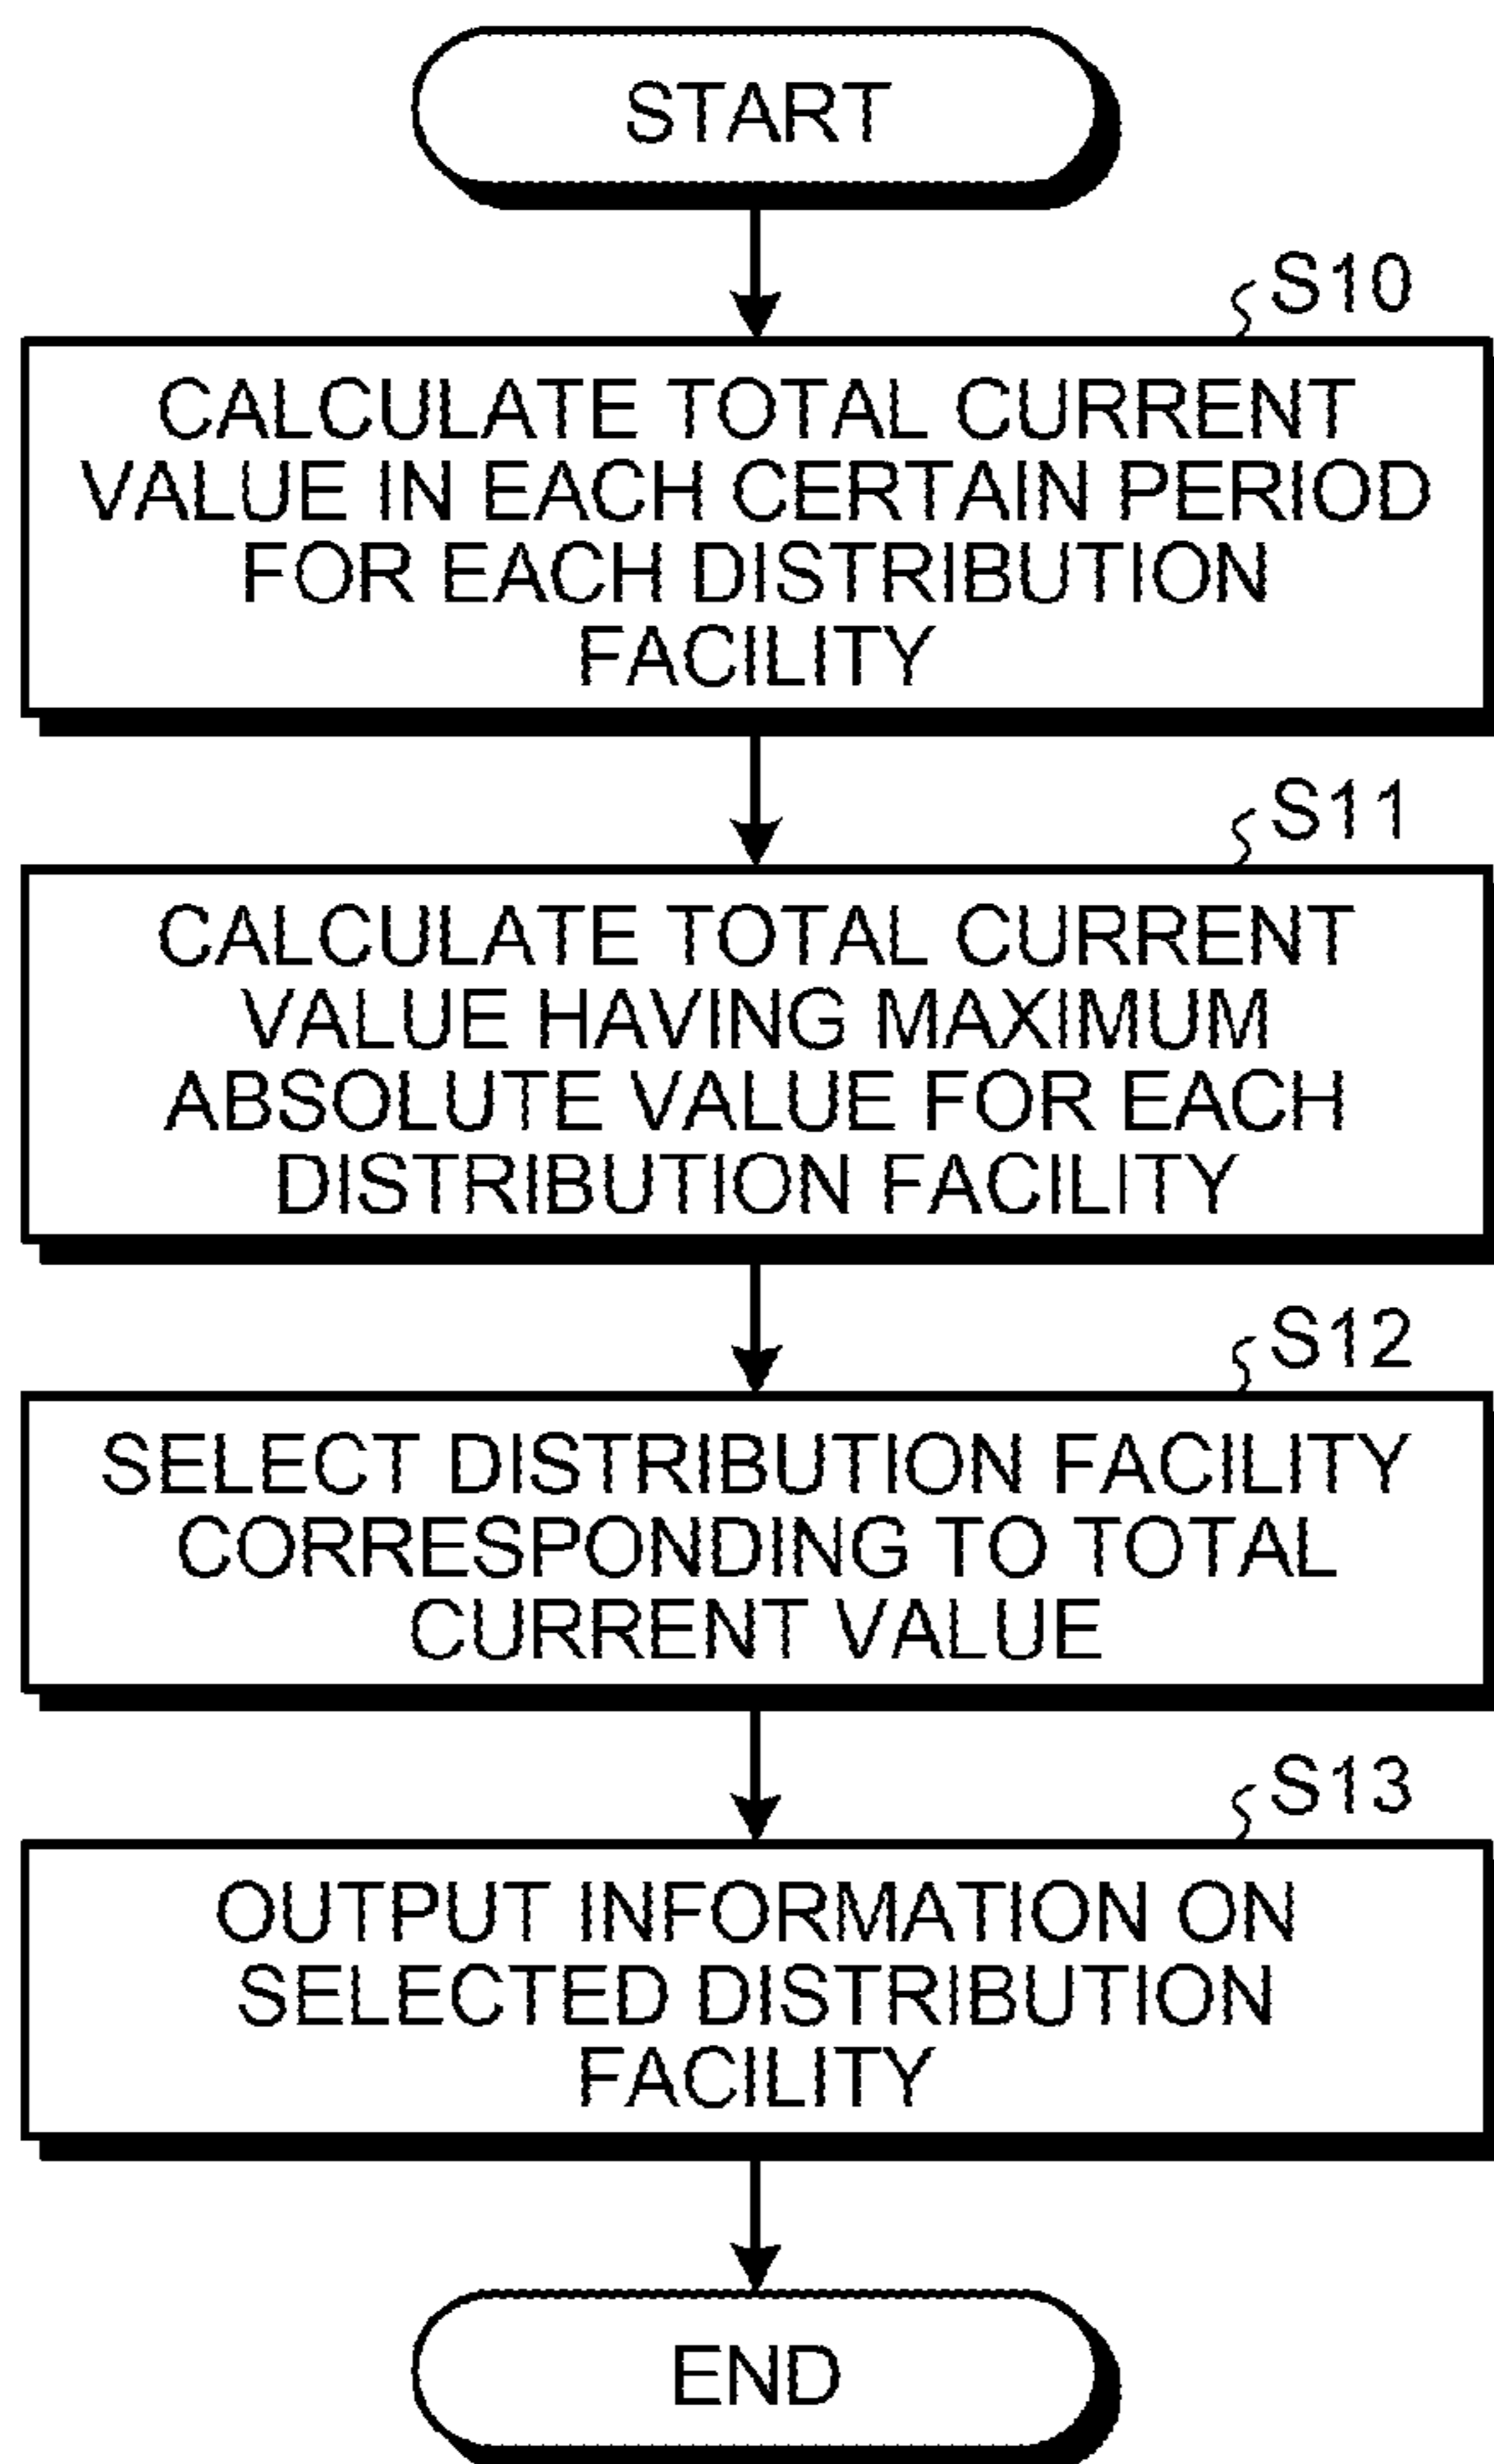 START
S10
CALCULATE TOTAL CURRENT
VALUE IN EACH CERTAIN PERIOD
FOR EACH DISTRIBUTION
FACILITY
S11
CALCULATE TOTAL CURRENT
VALUE HAVING MAXIMUM
ABSOLUTE VALUE FOR EACH
DISTRIBUTION FACILITY
S12
SELECT DISTRIBUTION FACILITY
CORRESPONDING TO TOTAL
CURRENT VALUE
S13
OUTPUT INFORMATION ON
SELECTED DISTRIBUTION
FACILITY
END